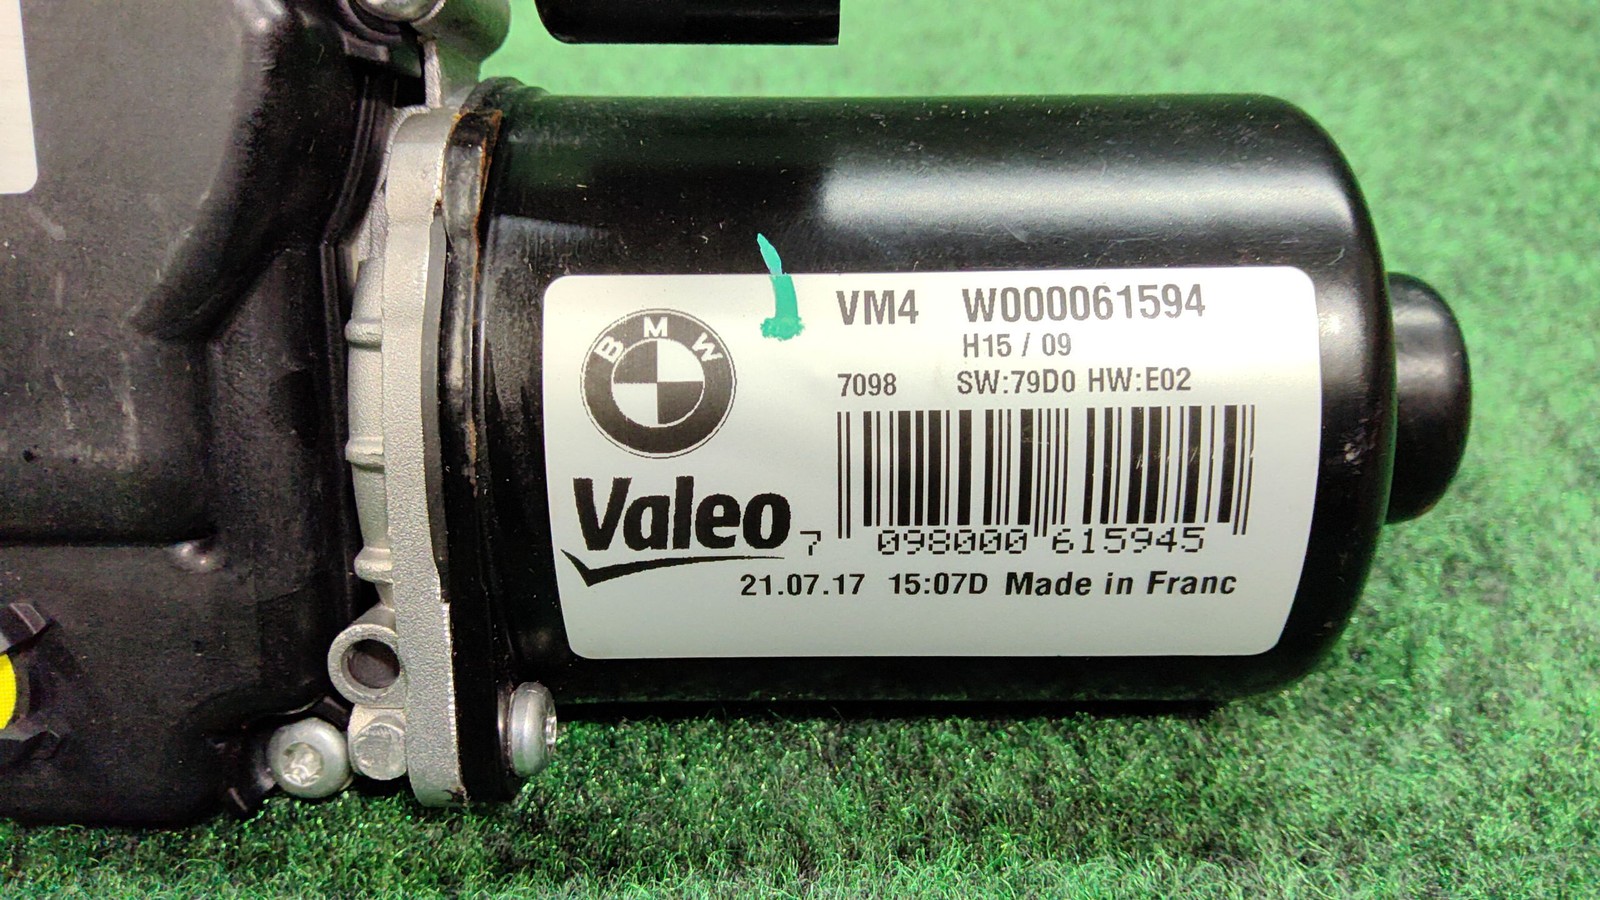 BMW
VM4 W000061594
H15 / 09
7098 SW:79D0 HW:E02
Valeo
7 098000 615945
21.07.17 15:07D Made in Franc